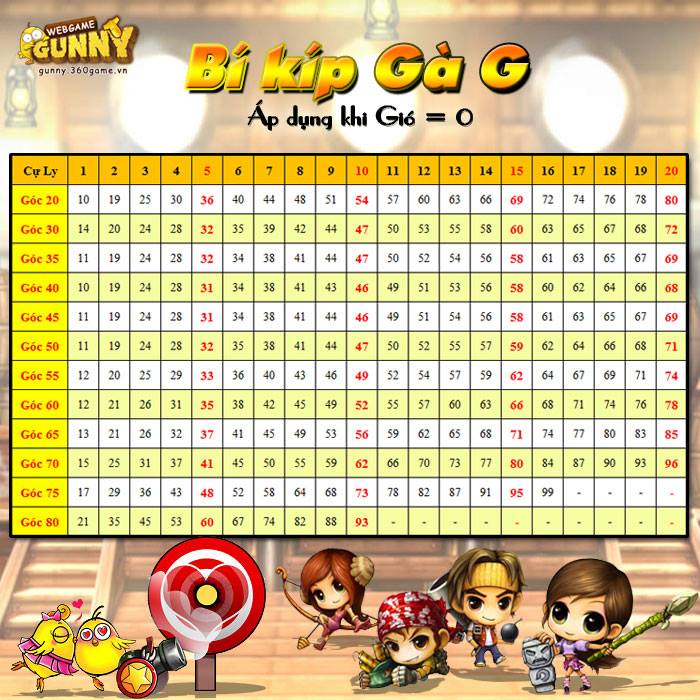 WEBGAME
GUNNY
gunny.360game.vn
Bí kíp Gà G
Áp dụng khi Gió = 0
Cự Ly 1 2 3 4 5 6 7 8 9 10 11 12 13 14 15 16 17 18 19 20
Góc 20 10 19 25 30 36 40 44 48 51 54 57 60 63 66 69 72 74 76 78 80
Góc 30 14 20 24 28 32 35 39 42 44 47 50 53 55 58 60 63 65 67 68 72
Góc 35 11 19 24 28 32 34 38 41 44 47 50 52 54 56 58 61 63 65 67 69
Góc 40 10 19 24 28 31 34 38 41 43 46 49 51 54 56 58 60 62 64 66 68
Góc 45 11 19 24 28 31 34 38 41 44 46 49 51 54 56 58 61 63 65 67 69
Góc 50 11 19 24 28 32 35 38 41 44 47 50 52 55 57 59 62 64 66 68 71
Góc 55 12 20 25 29 33 36 40 43 46 49 52 54 57 59 62 64 67 69 71 74
Góc 60 12 21 26 31 35 38 42 45 49 52 55 57 60 63 66 68 71 74 76 78
Góc 65 13 21 26 32 37 41 45 49 53 56 59 62 65 68 71 74 77 80 83 85
Góc 70 15 25 31 37 41 45 50 55 59 62 66 70 73 77 80 84 87 90 93 96
Góc 75 17 29 36 43 48 52 58 64 68 73 78 82 87 91 95 99 - - - -
Góc 80 21 35 45 53 60 67 74 82 88 93 - - - - - - - - - -